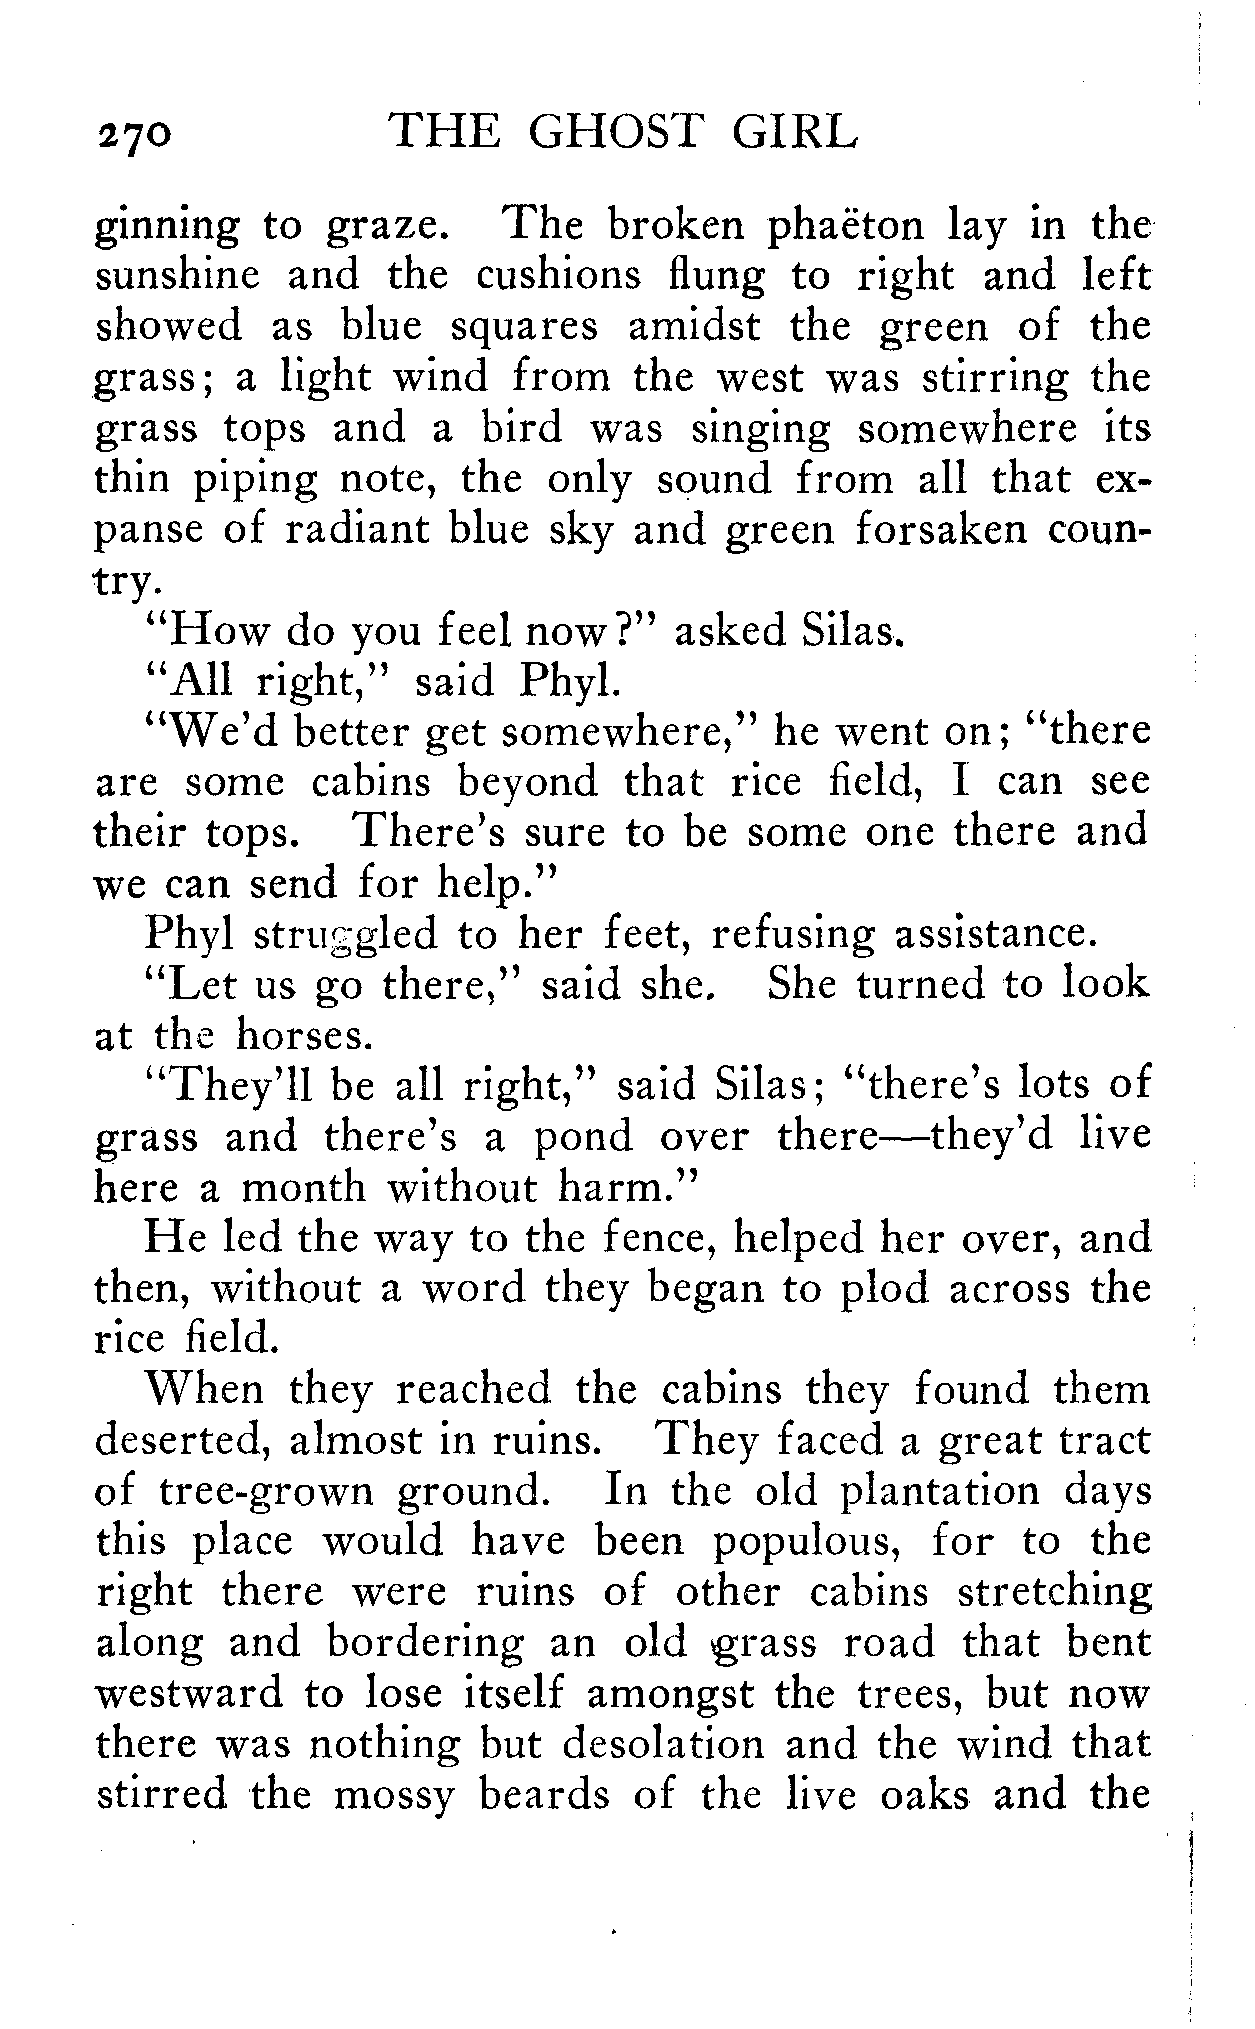 270 THE GHOST GIRL
ginning to graze. The broken phaëton lay in the
sunshine and the cushions flung to right and left
showed as blue squares amidst the green of the
grass; a light wind from the west was stirring the
grass tops and a bird was singing somewhere its
thin piping note, the only sound from all that ex-
panse of radiant blue sky and green forsaken coun-
try.
"How do you feel now?" asked Silas.
"All right," said Phyl.
"We'd better get somewhere," he went on; "there
are some cabins beyond that rice field, I can see
their tops. There's sure to be some one there and
we can send for help."
Phyl struggled to her feet, refusing assistance.
"Let us go there," said she. She turned to look
at the horses.
"They'll be all right," said Silas; "there's lots of
grass and there's a pond over there—they'd live
here a month without harm."
He led the way to the fence, helped her over, and
then, without a word they began to plod across the
rice field.
When they reached the cabins they found them
deserted, almost in ruins. They faced a great tract
of tree-grown ground. In the old plantation days
this place would have been populous, for to the
right there were ruins of other cabins stretching
along and bordering an old grass road that bent
westward to lose itself amongst the trees, but now
there was nothing but desolation and the wind that
stirred the mossy beards of the live oaks and the